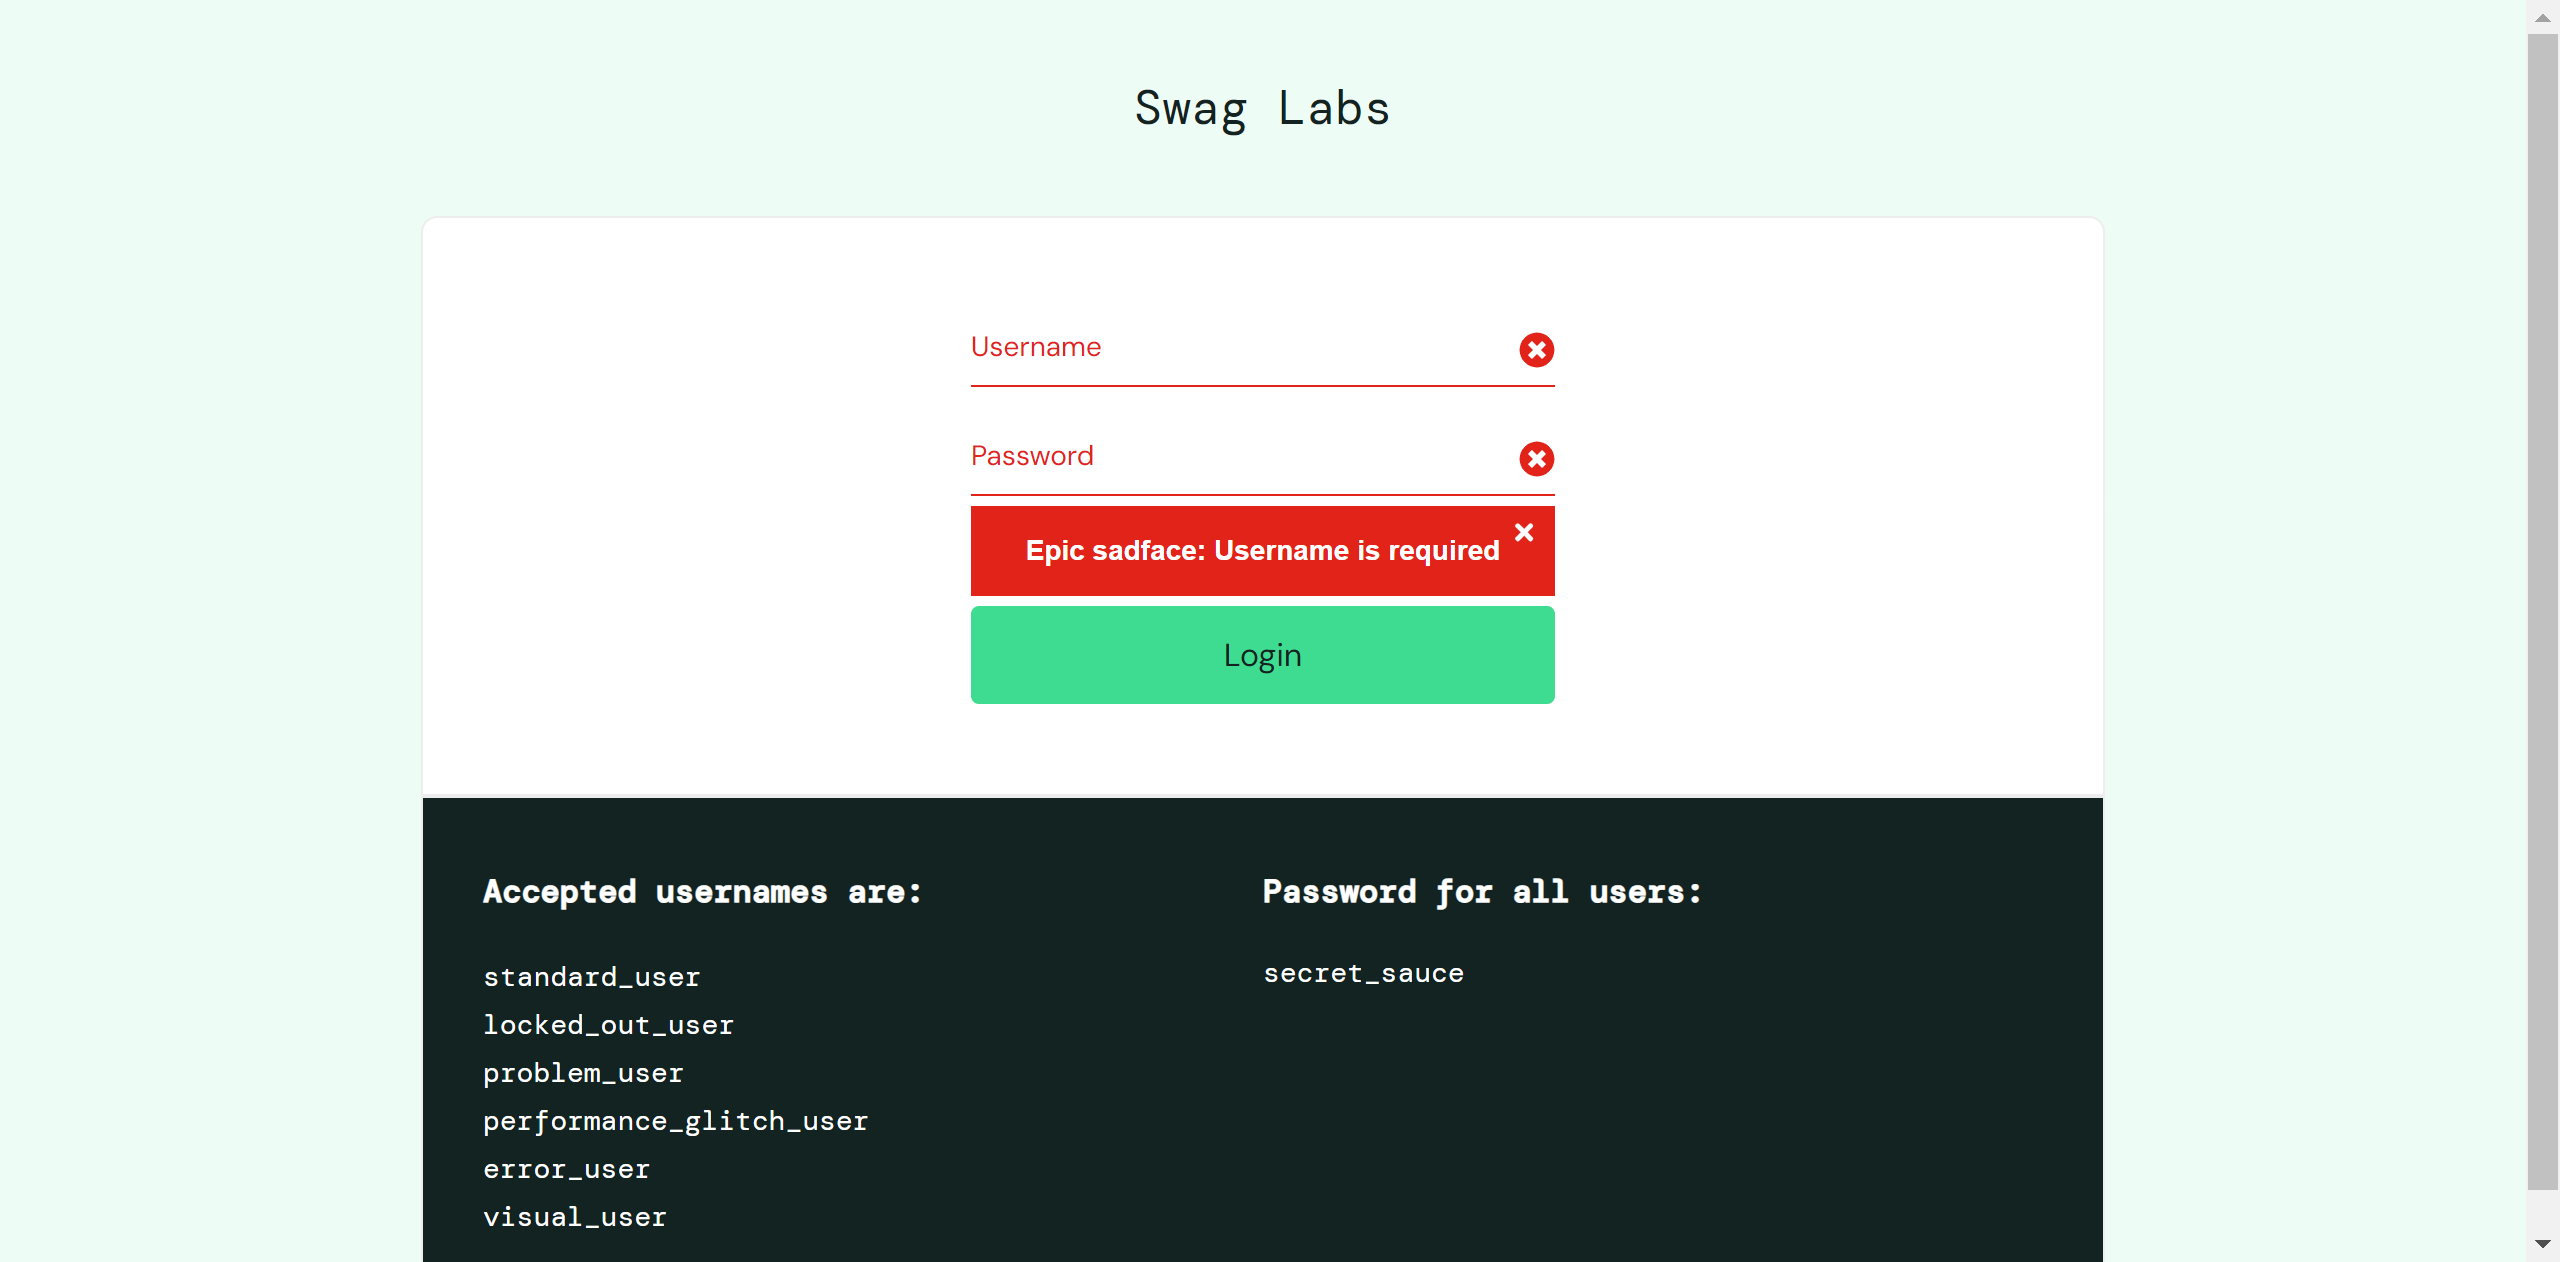 Swag Labs
Username
Password
Epic sadface: Username is required
Login
Accepted usernames are:
standard_user
locked_out_user
problem_user
performance_glitch_user
error_user
visual_user
Password for all users:
secret_sauce